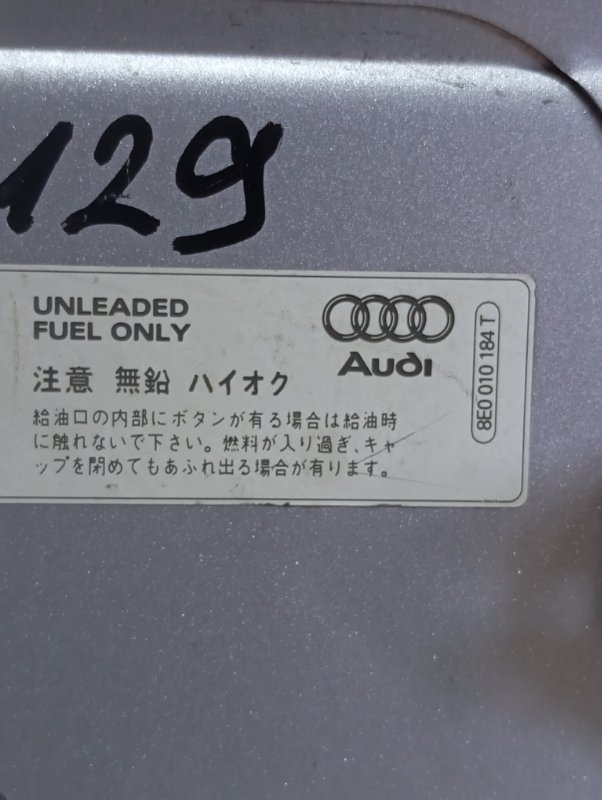 129
UNLEADED
FUEL ONLY
Audi
8E0 010 184 T
注意 無鉛 ハイオク
給油口の内部にボタンが有る場合は給油時
に触れないで下さい。燃料が入り過ぎ、キャ
ップを閉めてもあふれ出る場合が有ります。